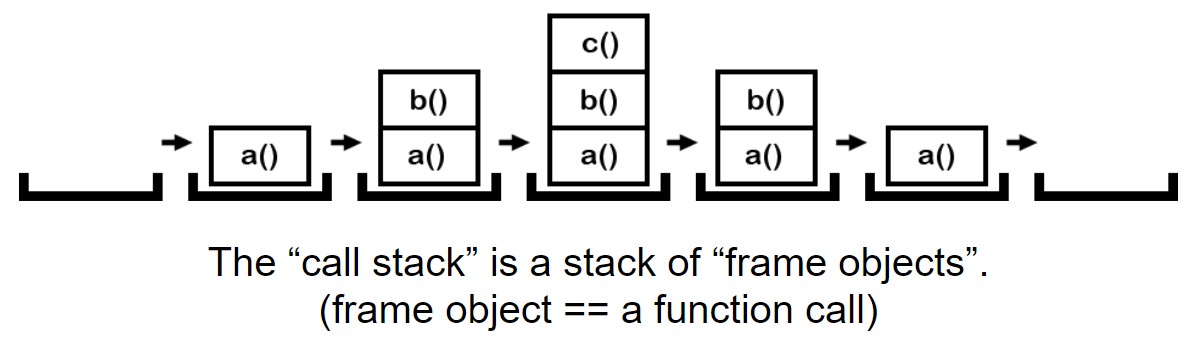 c()
b() b() b()
a() a() a() a() a()
The “call stack” is a stack of “frame objects”.
(frame object == a function call)